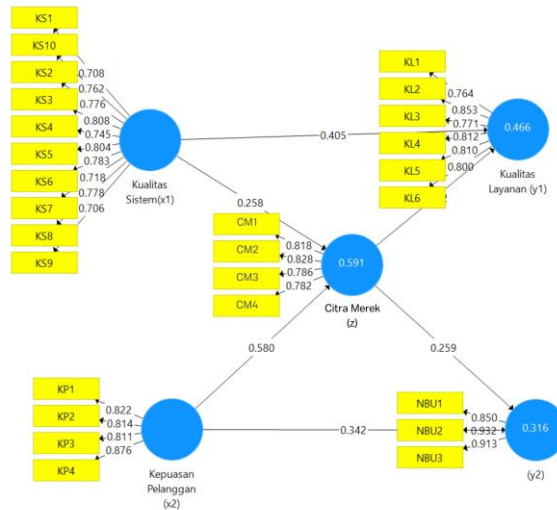 KS1
KS10
KS2
KS3
KS4
KS5
KS6
KS7
KS8
KS9
0.708
0.762
0.776
0.808
0.745
0.804
0.783
0.718
0.778
0.706
Kualitas
Sistem(x1)
0.405
0.258
KL1
KL2
KL3
KL4
KL5
KL6
0.764
0.853
0.771
0.812
0.810
0.800
0.466
Kualitas
Layanan (y1)
CM1
CM2
CM3
CM4
0.818
0.828
0.786
0.782
0.591
Citra Merek
(z)
0.580
0.259
KP1
KP2
KP3
KP4
0.822
0.814
0.811
0.876
Kepuasan
Pelanggan
(x2)
0.342
NBU1
NBU2
NBU3
0.850
0.932
0.913
0.316
(y2)